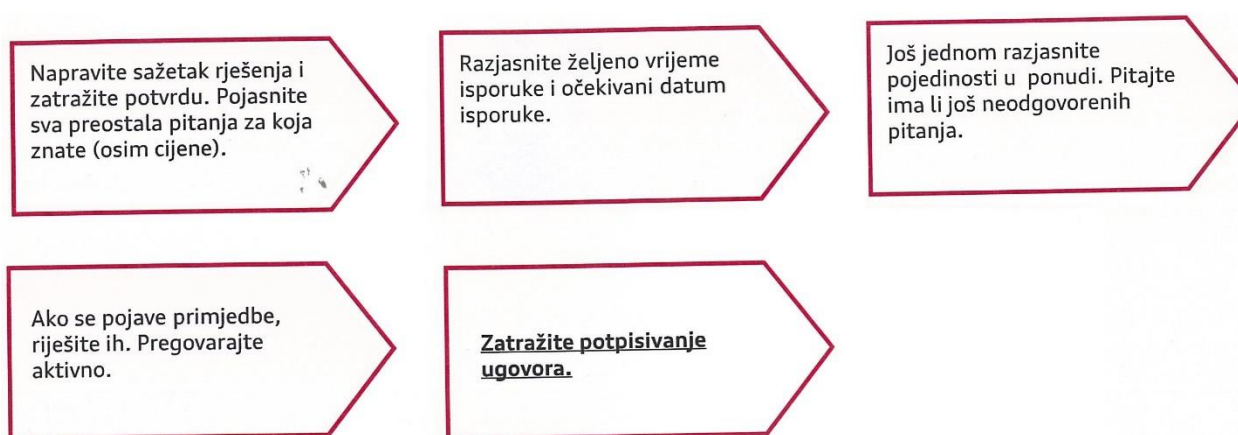 Napravite sažetak rješenja i
zatražite potvrdu. Pojasnite
sva preostala pitanja za koja
znate (osim cijene).
Razjasnite željeno vrijeme
isporuke i očekivani datum
isporuke.
Još jednom razjasnite
pojedinosti u ponudi. Pitajte
ima li još neodgovorenih
pitanja.
Ako se pojave primjedbe,
riješite ih. Pregovarajte
aktivno.
Zatražite potpisivanje
ugovora.